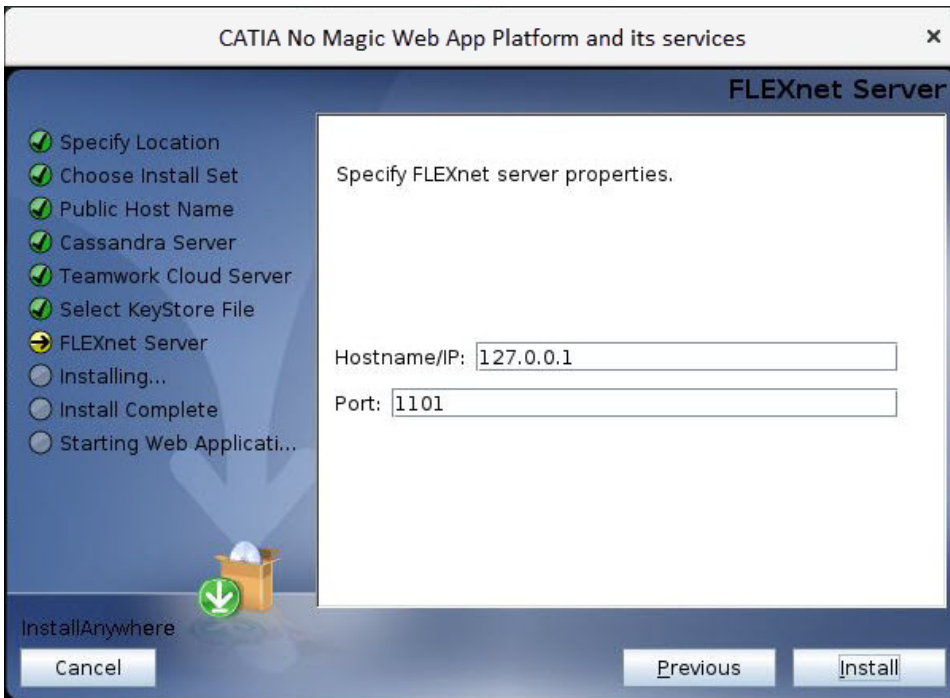 CATIA No Magic Web App Platform and its services
FLEXnet Server
Specify Location
Choose Install Set
Public Host Name
Cassandra Server
Teamwork Cloud Server
Select KeyStore File
FLEXnet Server
Installing...
Install Complete
Starting Web Applicati...
Specify FLEXnet server properties.
Hostname/IP: 127.0.0.1
Port: 1101
InstallAnywhere
Cancel
Previous
Install